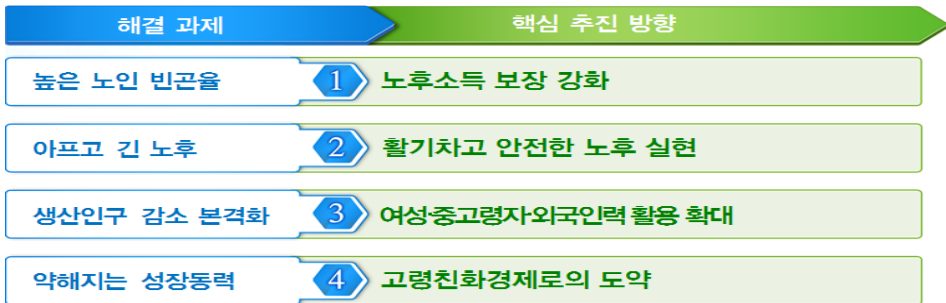 해결 과제
핵심 추진 방향
높은 노인 빈곤율
1
노후소득 보장 강화
아프고 긴 노후
2
활기차고 안전한 노후 실현
생산인구 감소 본격화
3
여성·중고령자·외국인력 활용 확대
약해지는 성장동력
4
고령친화경제로의 도약